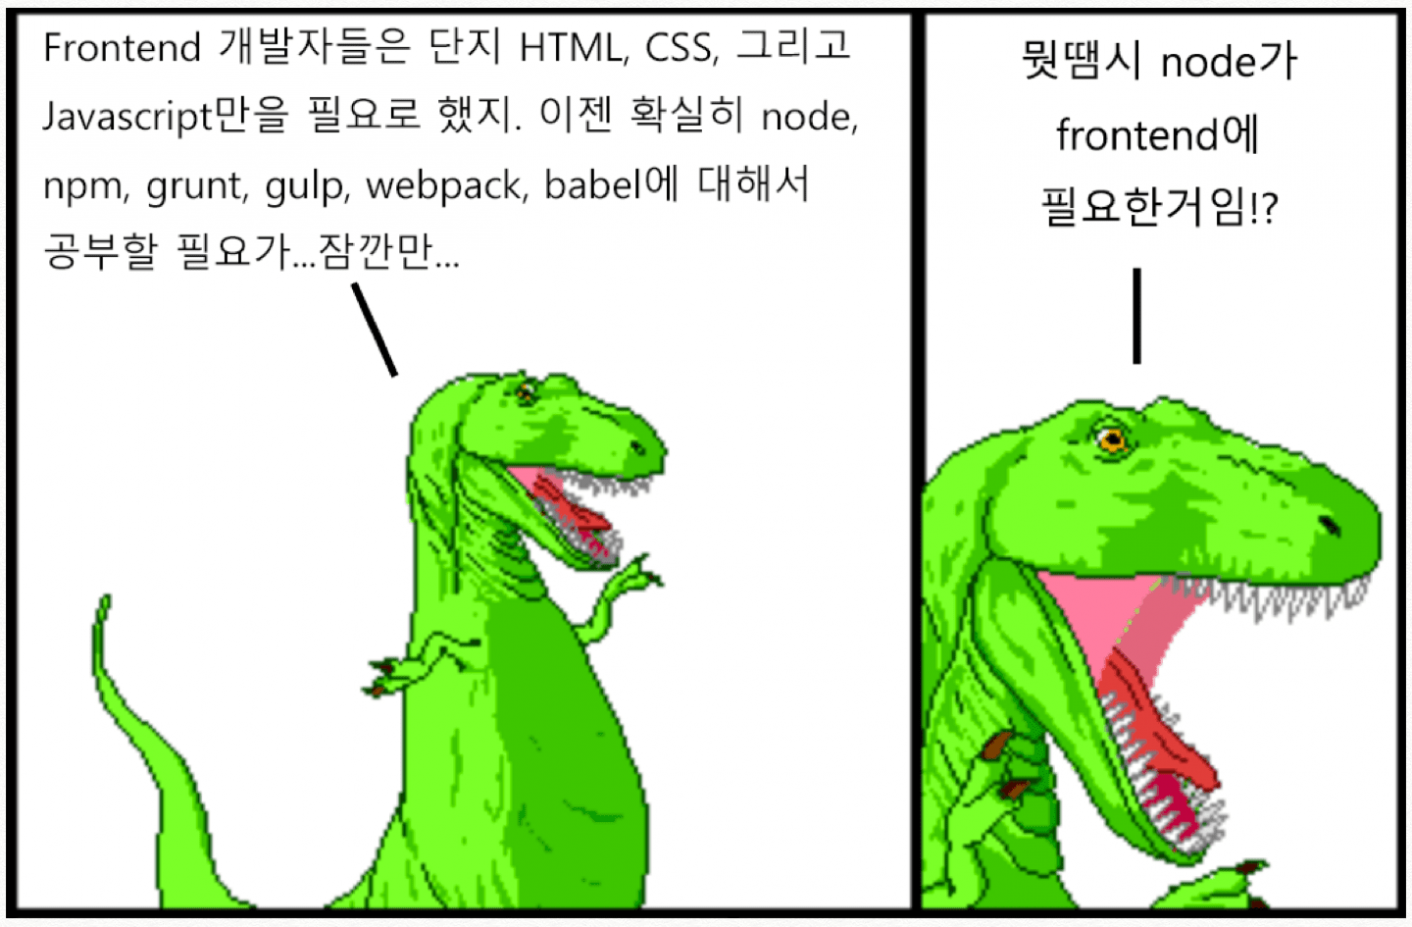 Frontend 개발자들은 단지 HTML, CSS, 그리고
Javascript만을 필요로 했지. 이젠 확실히 node,
npm, grunt, gulp, webpack, babel에 대해서
공부할 필요가...잠깐만...
뭣땜시 node가
frontend에
필요한거임!?